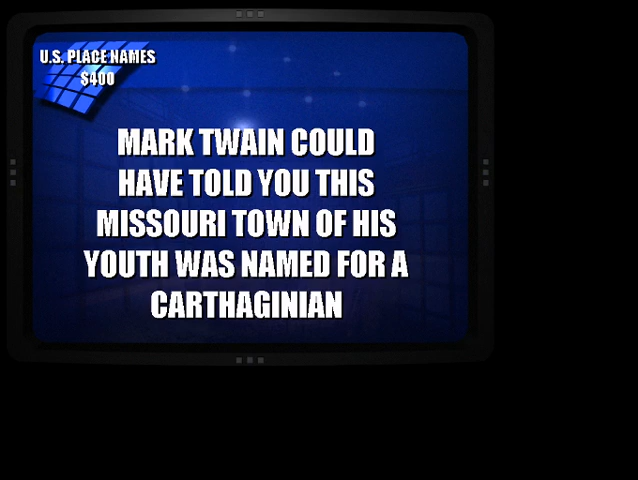 U.S. PLACE NAMES
$400
MARK TWAIN COULD
HAVE TOLD YOU THIS
MISSOURI TOWN OF HIS
YOUTH WAS NAMED FOR A
CARTHAGINIAN